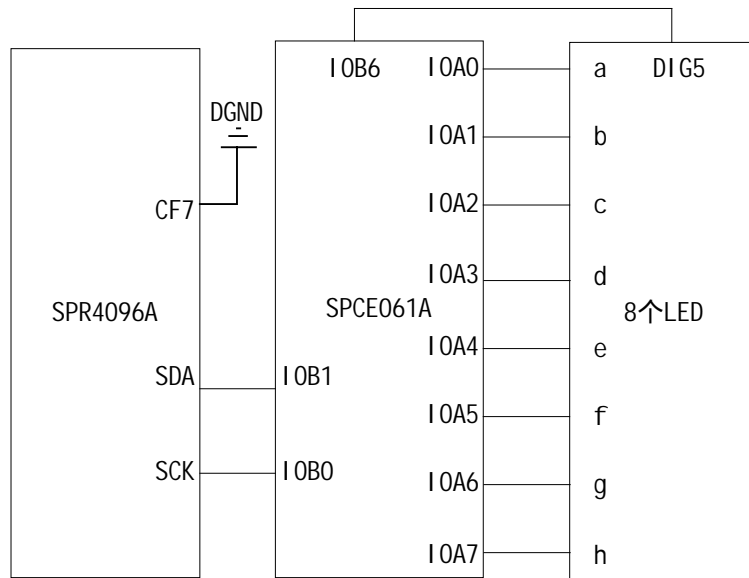 IOB6 IOA0 a DIG5
DGND
IOA1 b
CF7 IOA2 c
IOA3 d
SPR4096A SPCE061A 8个LED
IOA4 e
SDA IOB1
IOA5 f
SCK IOB0 IOA6 g
IOA7 h